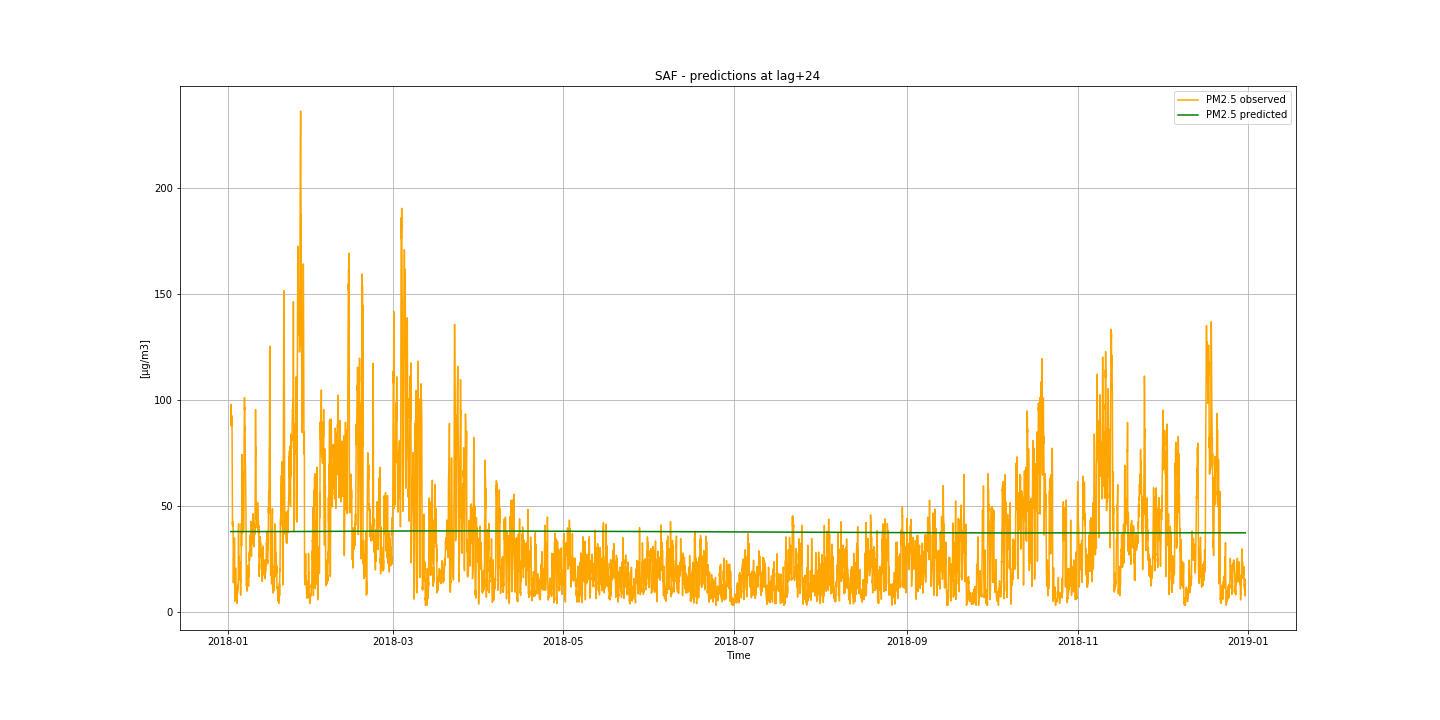 SAF - predictions at lag+24
PM2.5 observed
PM2.5 predicted
200
150
100
50
0
[µg/m3]
2018-01 2018-03 2018-05 2018-07 2018-09 2018-11 2019-01
Time